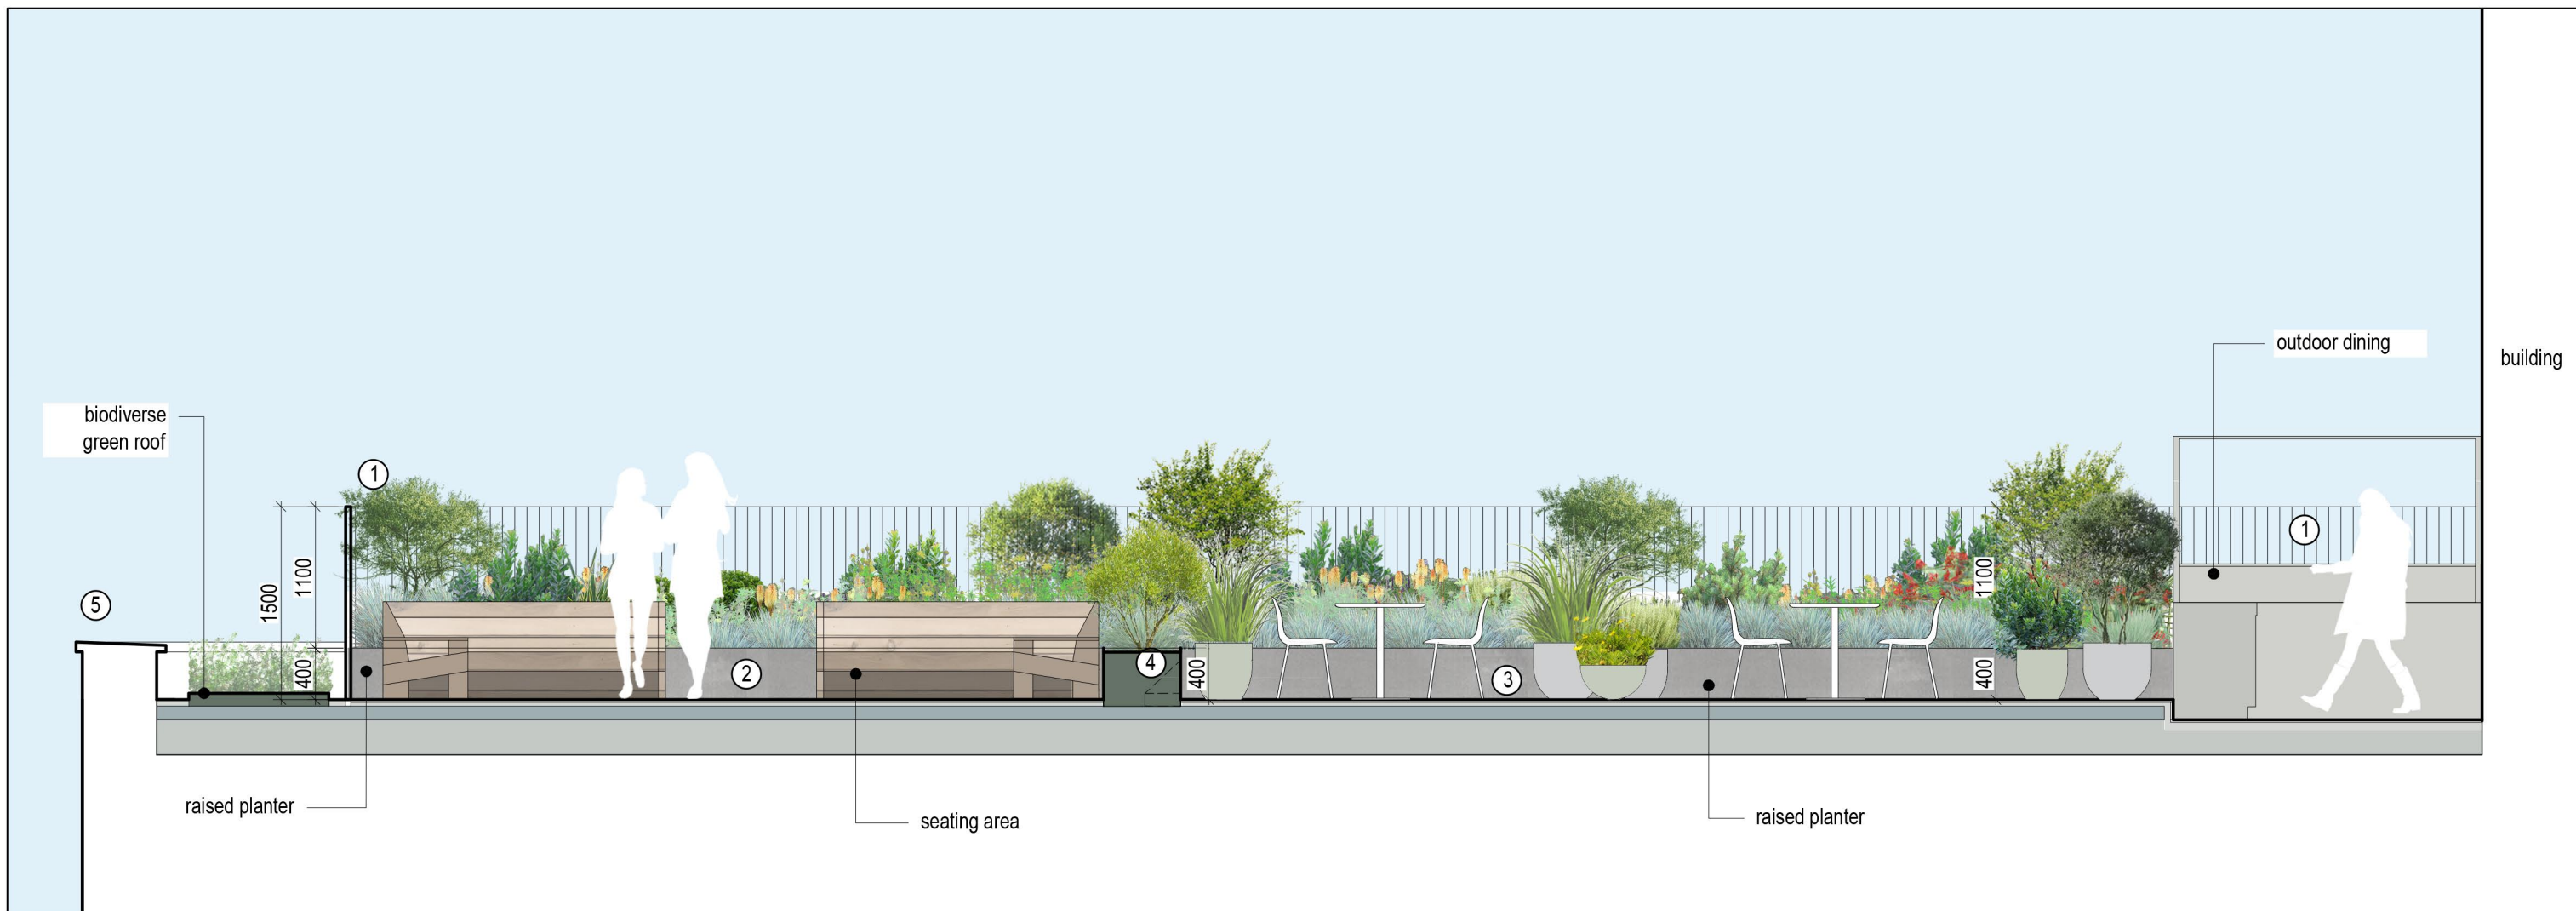 outdoor dining
building
biodiverse
green roof
1
1500
1100
400
5
2
4
400
3
1100
400
1
raised planter
seating area
raised planter